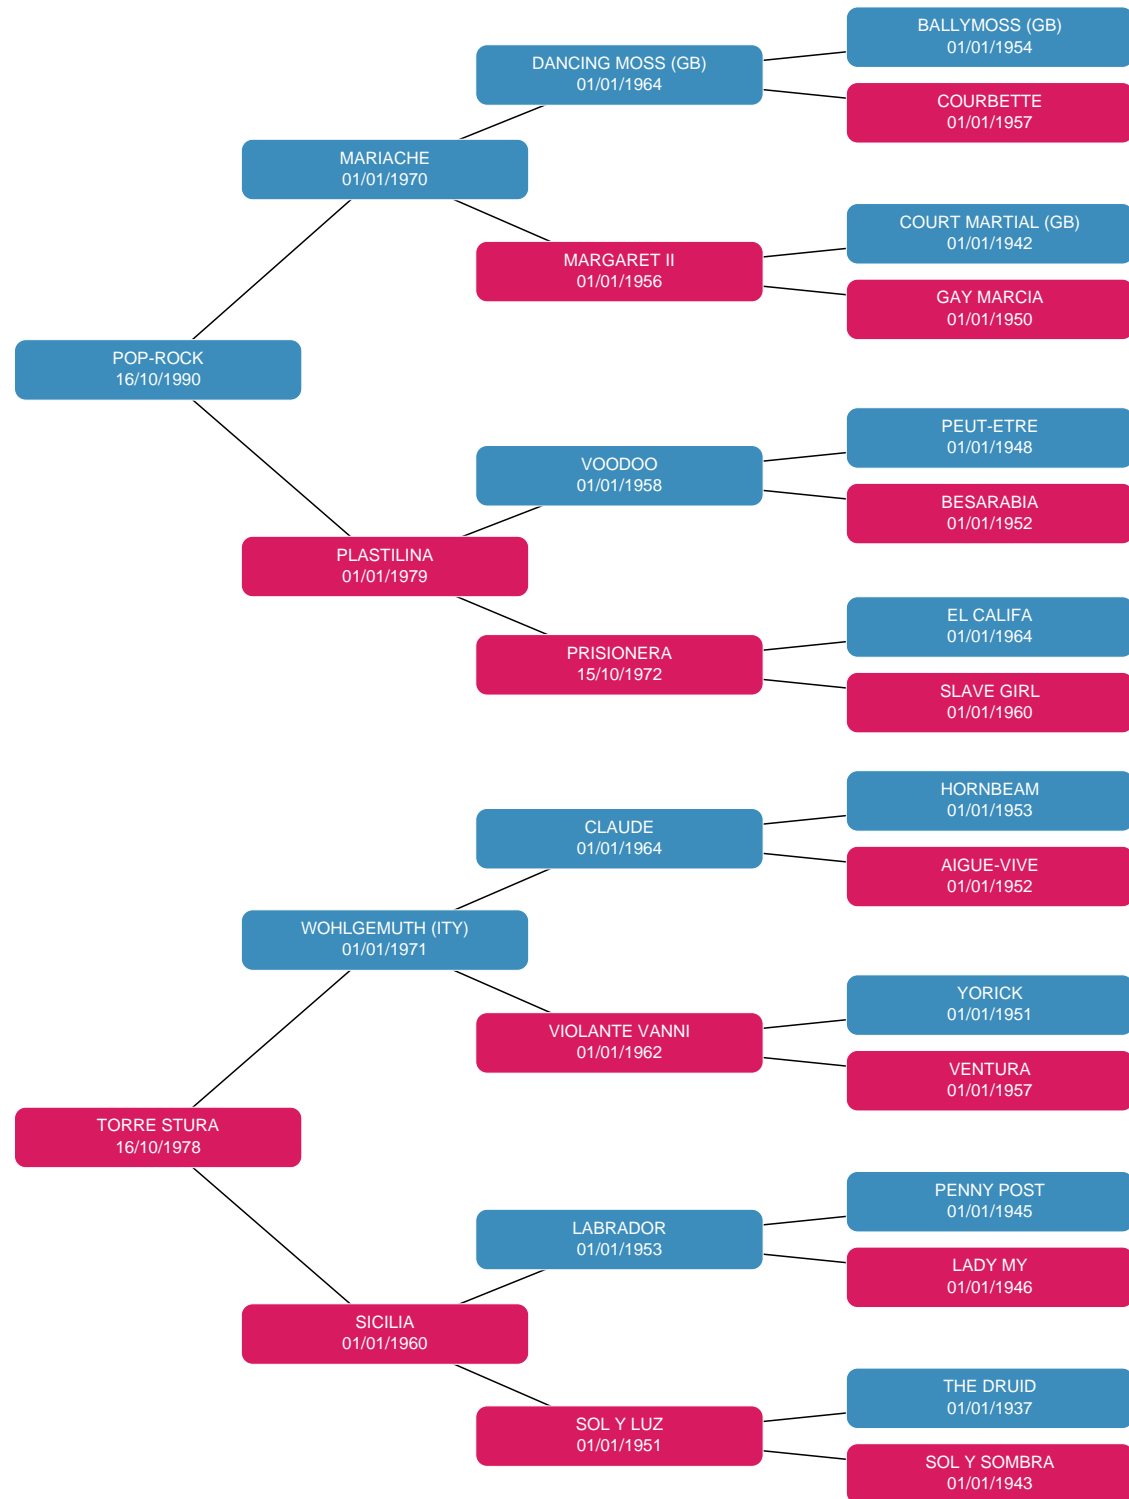 BALLYMOSS (GB)
01/01/1954
DANCING MOSS (GB)
01/01/1964
COURBETTE
01/01/1957
MARIACHE
01/01/1970
COURT MARTIAL (GB)
01/01/1942
MARGARET II
01/01/1956
GAY MARCIA
01/01/1950
POP-ROCK
16/10/1990
PEUT-ETRE
01/01/1948
VOODOO
01/01/1958
BESARABIA
01/01/1952
PLASTILINA
01/01/1979
EL CALIFA
01/01/1964
PRISIONERA
15/10/1972
SLAVE GIRL
01/01/1960
HORNBEAM
01/01/1953
CLAUDE
01/01/1964
AIGUE-VIVE
01/01/1952
WOHLGEMUTH (ITY)
01/01/1971
YORICK
01/01/1951
VIOLANTE VANNI
01/01/1962
VENTURA
01/01/1957
TORRE STURA
16/10/1978
PENNY POST
01/01/1945
LABRADOR
01/01/1953
LADY MY
01/01/1946
SICILIA
01/01/1960
THE DRUID
01/01/1937
SOL Y LUZ
01/01/1951
SOL Y SOMBRA
01/01/1943